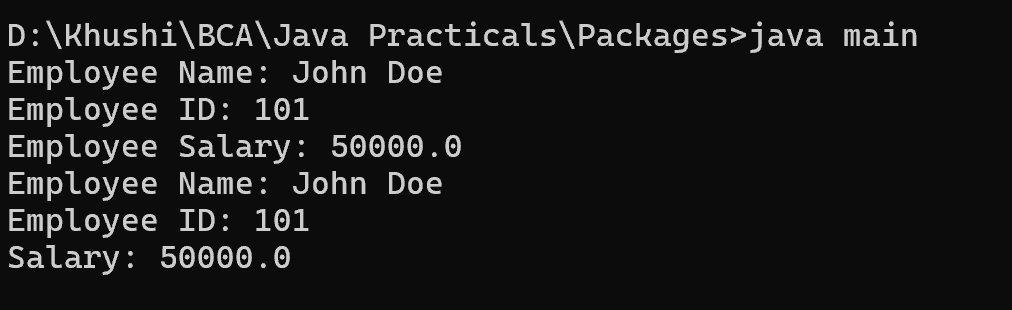 D:\Khushi\BCA\Java Practicals\Packages>java main
Employee Name: John Doe
Employee ID: 101
Employee Salary: 50000.0
Employee Name: John Doe
Employee ID: 101
Salary: 50000.0